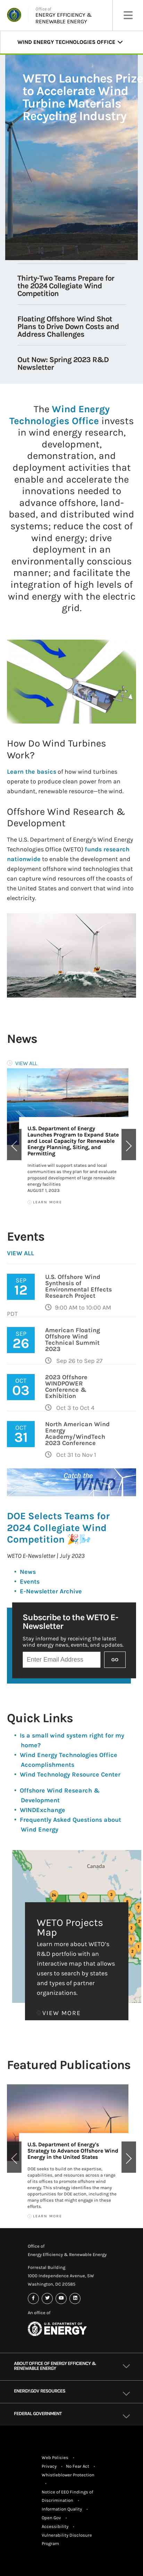 Office of
ENERGY EFFICIENCY &
RENEWABLE ENERGY
WIND ENERGY TECHNOLOGIES OFFICE
WETO Launches Prize
to Accelerate Wind
Turbine Materials
Recycling Industry
Thirty-Two Teams Prepare for
the 2024 Collegiate Wind
Competition
Floating Offshore Wind Shot
Plans to Drive Down Costs and
Address Challenges
Out Now: Spring 2023 R&D
Newsletter
The Wind Energy
Technologies Office invests
in wind energy research,
development,
demonstration, and
deployment activities that
enable and accelerate the
innovations needed to
advance offshore, land-
based, and distributed wind
systems; reduce the cost of
wind energy; drive
deployment in an
environmentally conscious
manner; and facilitate the
integration of high levels of
wind energy with the electric
grid.
How Do Wind Turbines
Work?
Learn the basics of how wind turbines
operate to produce clean power from an
abundant, renewable resource—the wind.
Offshore Wind Research &
Development
The U.S. Department of Energy's Wind Energy
Technologies Office (WETO) funds research
nationwide to enable the development and
deployment offshore wind technologies that
can capture wind resources off the coasts of
the United States and convert that wind into
electricity.
News
VIEW ALL
U.S. Department of Energy
Launches Program to Expand State
and Local Capacity for Renewable
Energy Planning, Siting, and
Permitting
Initiative will support states and local
communities as they plan for and evaluate
proposed deployment of large renewable
energy facilities
AUGUST 1, 2023
LEARN MORE
Events
VIEW ALL
SEP
12
U.S. Offshore Wind
Synthesis of
Environmental Effects
Research Project
9:00 AM to 10:00 AM
PDT
SEP
26
American Floating
Offshore Wind
Technical Summit
2023
Sep 26 to Sep 27
OCT
03
2023 Offshore
WINDPOWER
Conference &
Exhibition
Oct 3 to Oct 4
OCT
31
North American Wind
Energy
Academy/WindTech
2023 Conference
Oct 31 to Nov 1
Catch the
WIND
DOE Selects Teams for
2024 Collegiate Wind
Competition 🎉🌬️
WETO E-Newsletter | July 2023
• News
• Events
• E-Newsletter Archive
Subscribe to the WETO E-
Newsletter
Stay informed by receiving the latest
wind energy news, events, and updates.
Enter Email Address
GO
Quick Links
• Is a small wind system right for my
home?
• Wind Energy Technologies Office
Accomplishments
• Wind Technology Resource Center
• Offshore Wind Research &
Development
• WINDExchange
• Frequently Asked Questions about
Wind Energy
Canada
WETO Projects
Map
Learn more about WETO's
R&D portfolio with an
interactive map that allows
users to search by states
and types of partner
organizations.
VIEW MORE
Featured Publications
U.S. Department of Energy's
Strategy to Advance Offshore Wind
Energy in the United States
DOE seeks to build on the expertise,
capabilities, and resources across a range
of its offices to promote offshore wind
energy. This strategy identifies the many
opportunities for DOE action, including the
many offices that might engage in these
efforts.
LEARN MORE
Office of
Energy Efficiency & Renewable Energy
Forrestal Building
1000 Independence Avenue, SW
Washington, DC 20585
An office of
U.S. DEPARTMENT OF
ENERGY
ABOUT OFFICE OF ENERGY EFFICIENCY &
RENEWABLE ENERGY
ENERGY.GOV RESOURCES
FEDERAL GOVERNMENT
Web Policies •
Privacy • No Fear Act •
Whistleblower Protection
•
Notice of EEO Findings of
Discrimination •
Information Quality •
Open Gov •
Accessibility •
Vulnerability Disclosure
Program